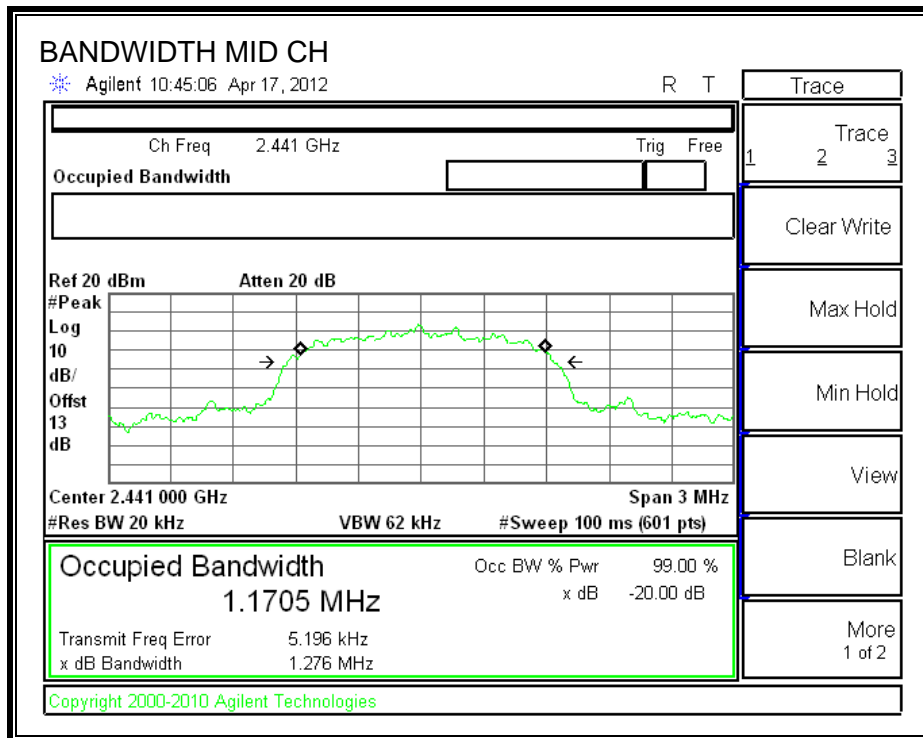 BANDWIDTH MID CH
Agilent 10:45:06 Apr 17, 2012 R T
Ch Freq 2.441 GHz Trig Free
Occupied Bandwidth
Ref 20 dBm Atten 20 dB
#Peak
Log
10
dB/
Offst
13
dB
Center 2.441 000 GHz Span 3 MHz
#Res BW 20 kHz VBW 62 kHz #Sweep 100 ms (601 pts)
Occupied Bandwidth
1.1705 MHz
Occ BW % Pwr 99.00 %
x dB -20.00 dB
Transmit Freq Error 5.196 kHz
x dB Bandwidth 1.276 MHz
Copyright 2000-2010 Agilent Technologies
Trace
Trace
1 2 3
Clear Write
Max Hold
Min Hold
View
Blank
More
1 of 2